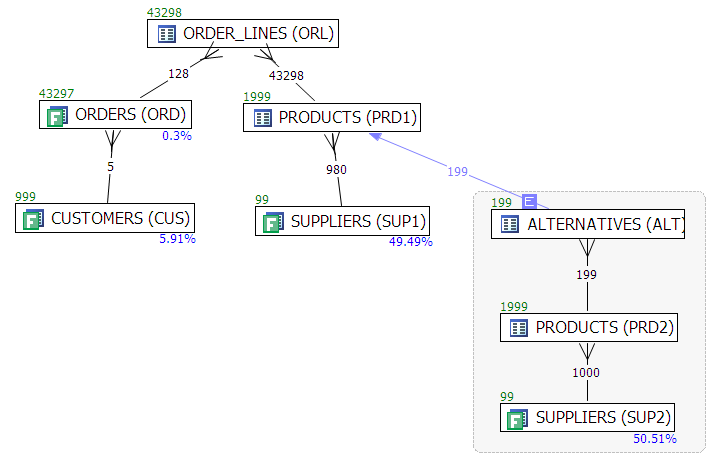 43298
ORDER_LINES (ORL)
128
43298
43297
ORDERS (ORD)
0.3%
1999
PRODUCTS (PRD1)
5
980
199
999
CUSTOMERS (CUS)
5.91%
99
F SUPPLIERS (SUP1)
49.49%
E
199
ALTERNATIVES (ALT)
199
1999
PRODUCTS (PRD2)
1000
99
F SUPPLIERS (SUP2)
50.51%